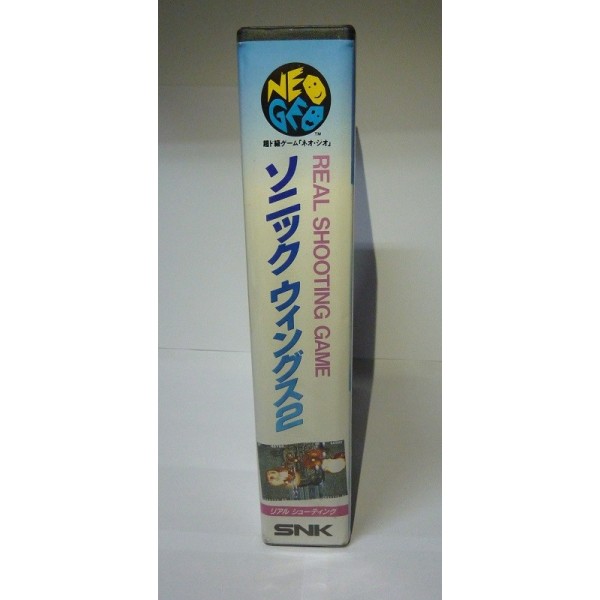 NEO
GEO
TM
超ド級ゲーム「ネオ・ジオ」
REAL SHOOTING GAME
ソニック ウィングス2
リアル シューティング
SNK